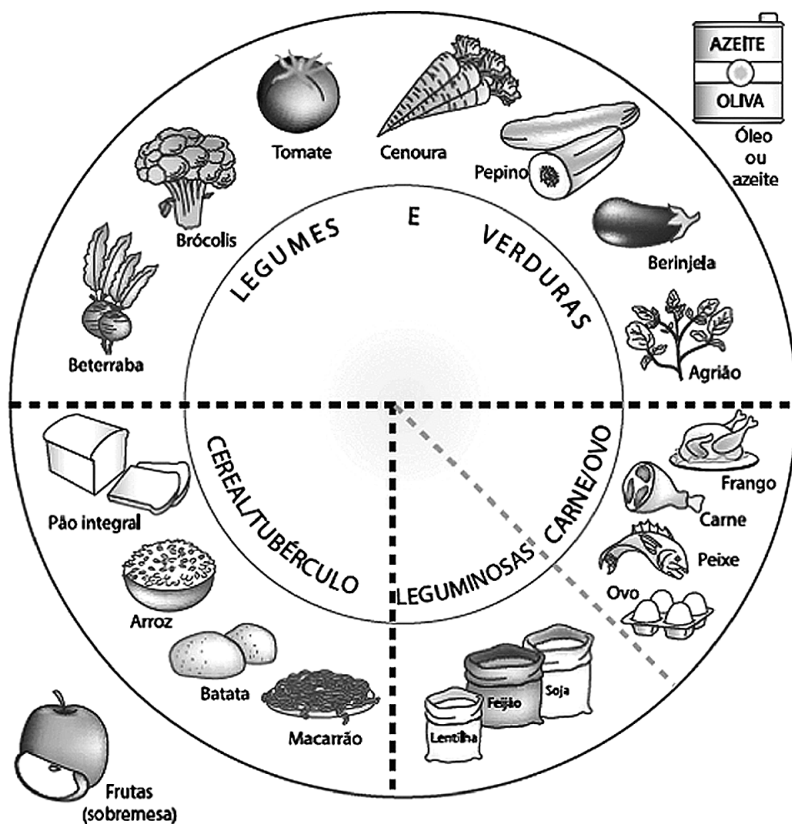 AZEITE
OLIVA
Óleo
ou
azeite
Tomate
Cenoura
Pepino
Brócolis
Berinjela
Beterraba
Agrião
LEGUMES E VERDURAS
CEREAL/TUBÉRCULO
LEGUMINOSAS
CARNE/OVO
Pão integral
Arroz
Batata
Macarrão
Frango
Carne
Peixe
Ovo
Soja
Feijão
Lentilha
Frutas
(sobremesa)